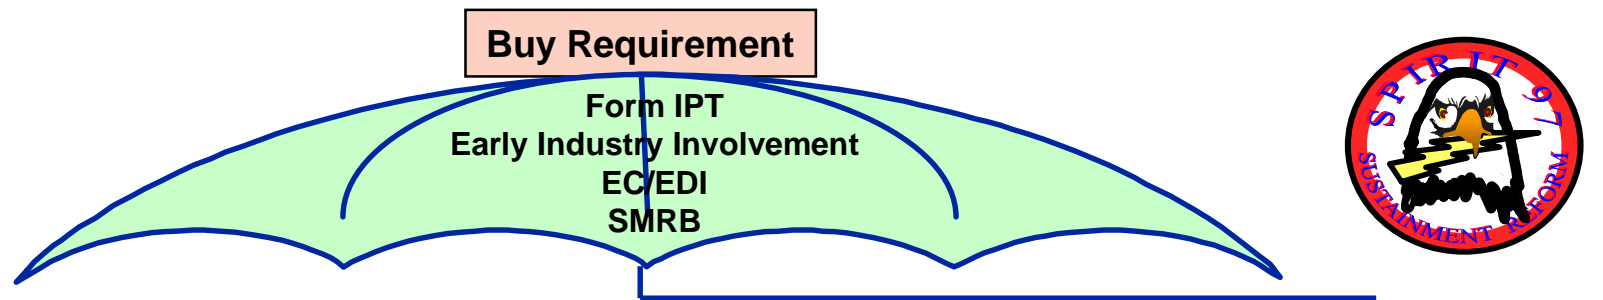 Buy Requirement
Form IPT
Early Industry Involvement
EC/EDI
SMRB
SPIRIT 97
SUSTAINMENT REFORM